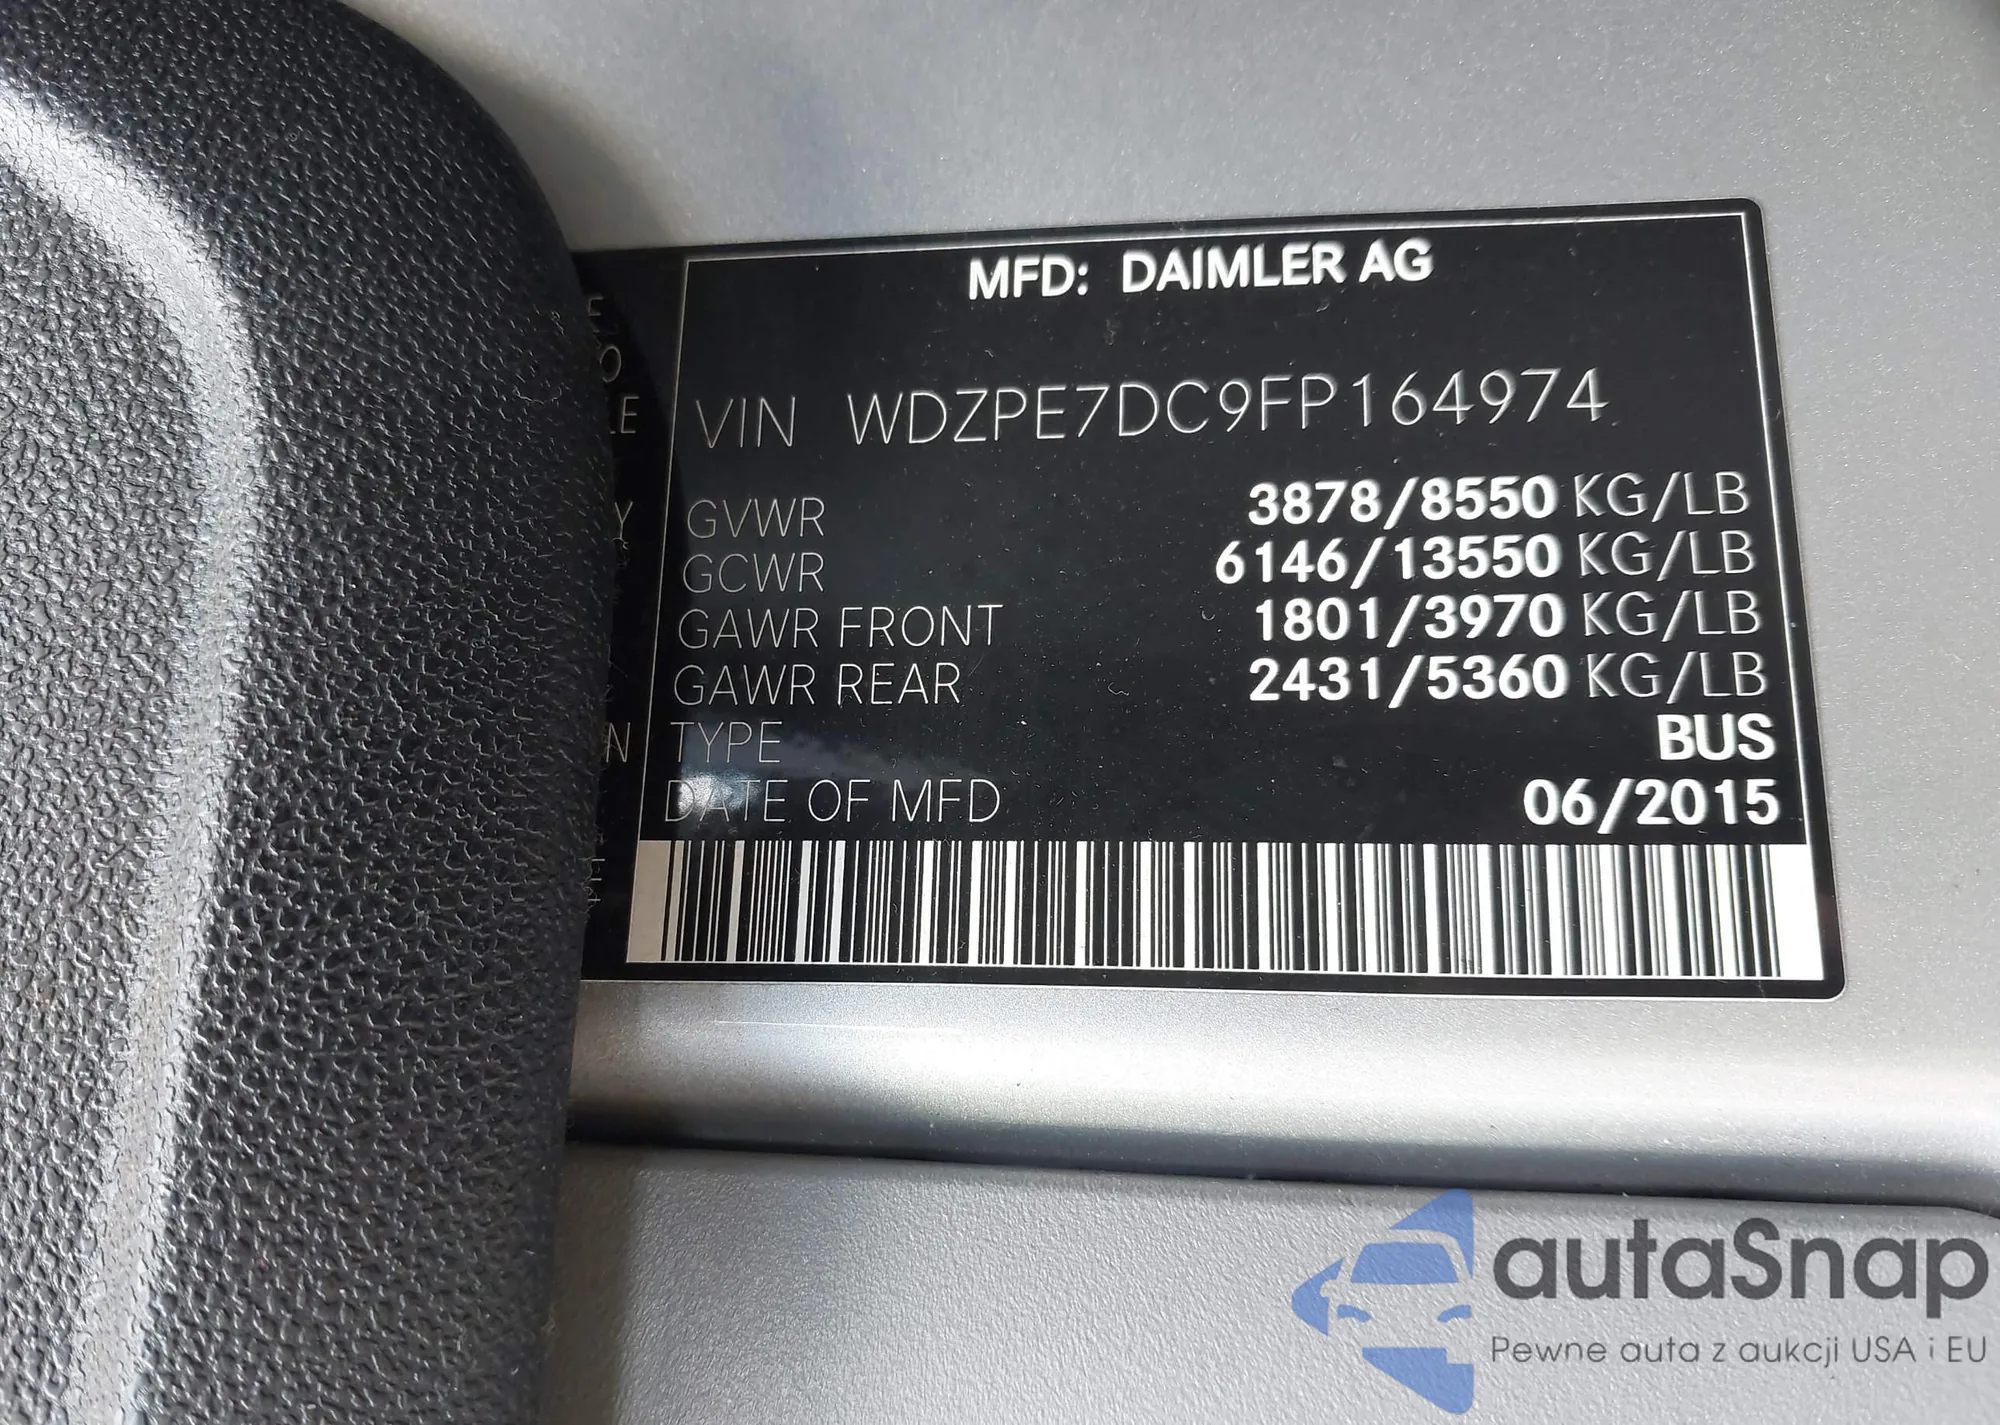 MFD: DAIMLER AG
VIN WDZPE7DC9FP164974
GVWR 3878/8550 KG/LB
GCWR 6146/13550 KG/LB
GAWR FRONT 1801/3970 KG/LB
GAWR REAR 2431/5360 KG/LB
TYPE BUS
DATE OF MFD 06/2015
autaSnap
Pewne auta z aukcji USA i EU